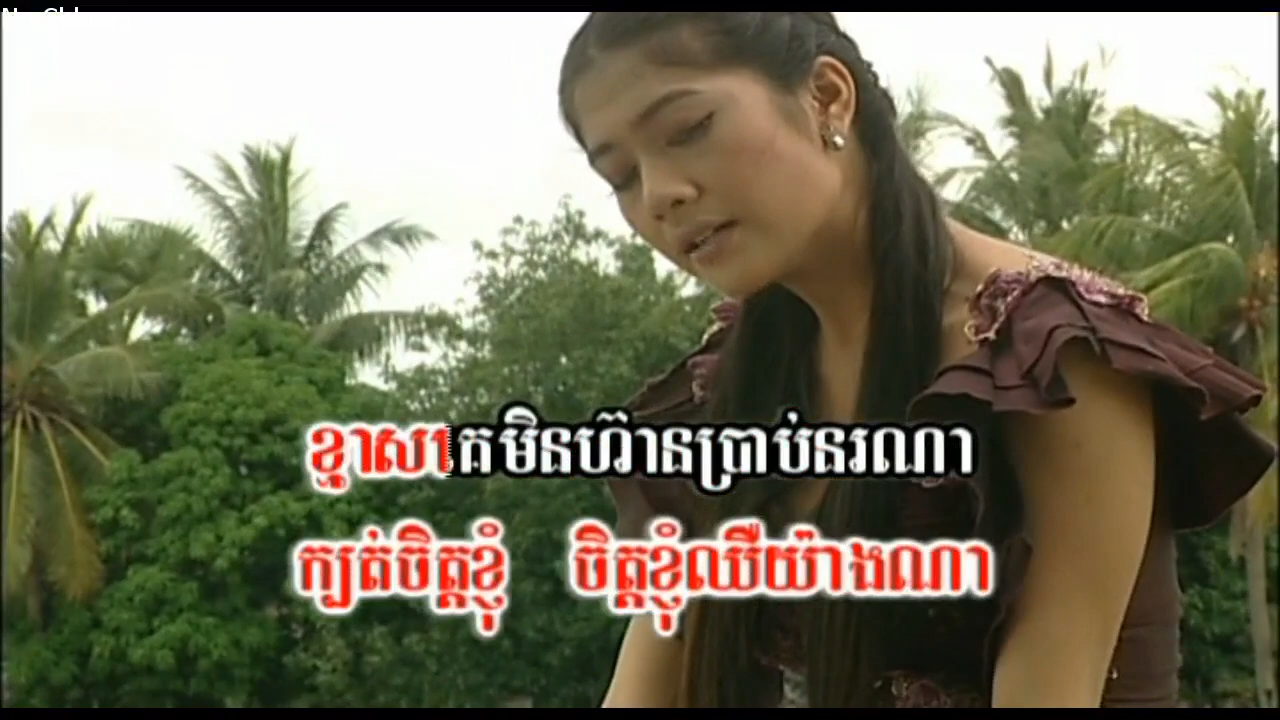 ខ្មាសគេមិនហ៊ានប្រាប់នរណា
ក្បត់ចិត្តខ្ញុំ ចិត្តខ្ញុំឈឺយ៉ាងណា